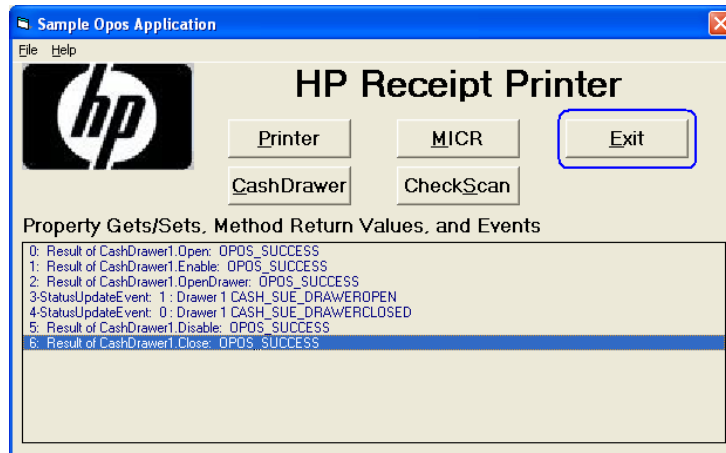 Sample Opos Application
File Help
hp
HP Receipt Printer
Printer MICR Exit
CashDrawer CheckScan
Property Gets/Sets, Method Return Values, and Events
0: Result of CashDrawer1.Open: OPOS_SUCCESS
1: Result of CashDrawer1.Enable: OPOS_SUCCESS
2: Result of CashDrawer1.OpenDrawer: OPOS_SUCCESS
3-StatusUpdateEvent: 1 : Drawer 1 CASH_SUE_DRAWEROPEN
4-StatusUpdateEvent: 0 : Drawer 1 CASH_SUE_DRAWERCLOSED
5: Result of CashDrawer1.Disable: OPOS_SUCCESS
6: Result of CashDrawer1.Close: OPOS_SUCCESS